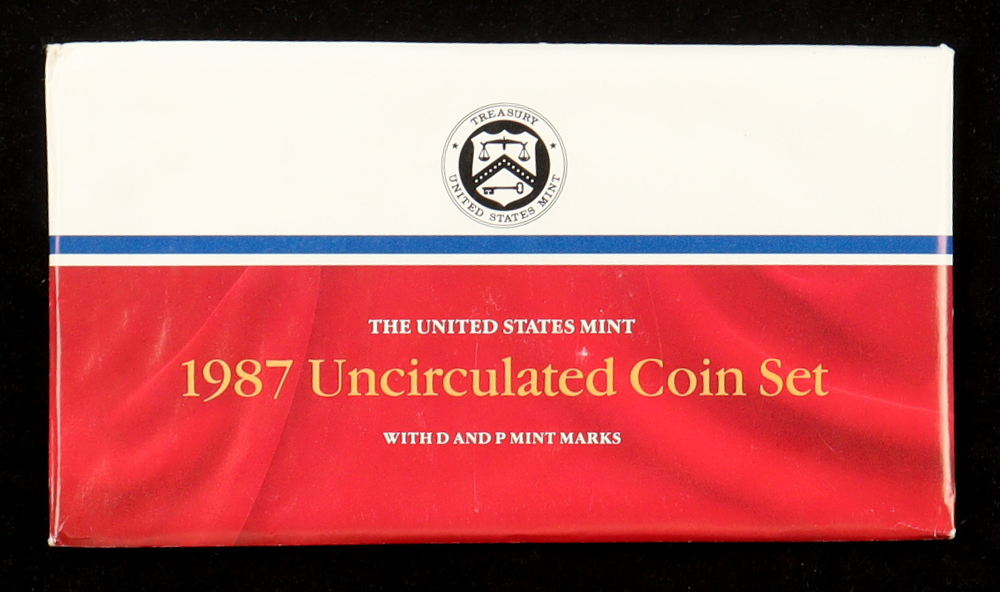 TREASURY
UNITED STATES MINT
THE UNITED STATES MINT
1987 Uncirculated Coin Set
WITH D AND P MINT MARKS